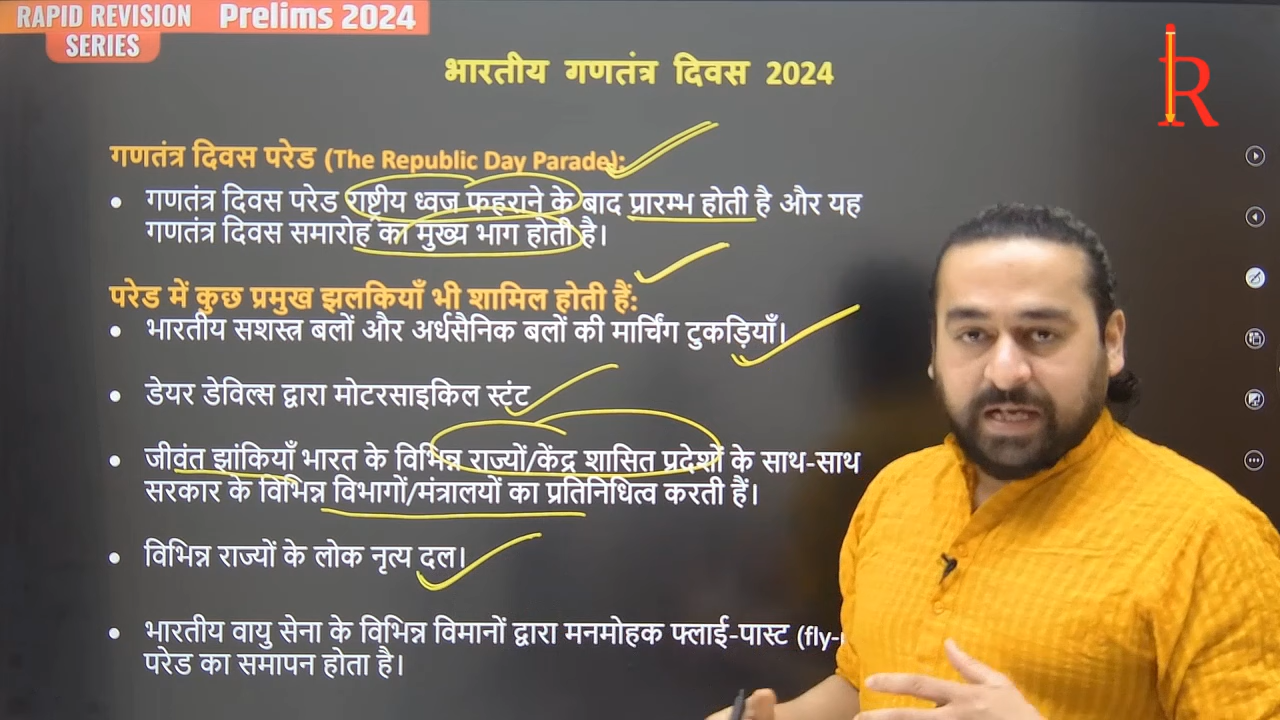 RAPID REVISION Prelims 2024
SERIES
R
भारतीय गणतंत्र दिवस 2024
गणतंत्र दिवस परेड (The Republic Day Parade):
• गणतंत्र दिवस परेड राष्ट्रीय ध्वज फहराने के बाद प्रारम्भ होती है और यह
गणतंत्र दिवस समारोह का मुख्य भाग होती है।
परेड में कुछ प्रमुख झलकियाँ भी शामिल होती हैं:
• भारतीय सशस्त्र बलों और अर्धसैनिक बलों की मार्चिंग टुकड़ियाँ।
• डेयर डेविल्स द्वारा मोटरसाइकिल स्टंट
• जीवंत झांकियाँ भारत के विभिन्न राज्यों/केंद्र शासित प्रदेशों के साथ-साथ
सरकार के विभिन्न विभागों/मंत्रालयों का प्रतिनिधित्व करती हैं।
• विभिन्न राज्यों के लोक नृत्य दल।
• भारतीय वायु सेना के विभिन्न विमानों द्वारा मनमोहक फ्लाई-पास्ट (fly-
परेड का समापन होता है।